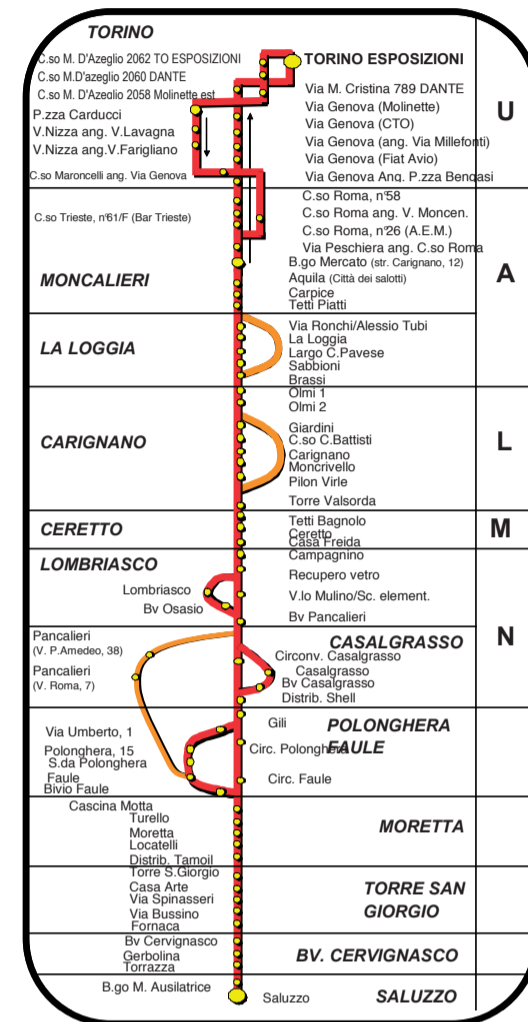 TORINO
C.so M. D'Azeglio 2062 TO ESPOSIZIONI
C.so M.D'azeglio 2060 DANTE
C.so M. D'Azeglio 2058 Molinette est
P.zza Carducci
V.Nizza ang. V.Lavagna
V.Nizza ang.V.Farigliano
C.so Maroncelli ang. Via Genova
TORINO ESPOSIZIONI
Via M. Cristina 789 DANTE
Via Genova (Molinette)
Via Genova (CTO)
Via Genova (ang. Via Millefonti)
Via Genova (Fiat Avio)
Via Genova Ang. P.zza Bengasi
U
C.so Trieste, n°61/F (Bar Trieste)
C.so Roma, n°58
C.so Roma ang. V. Moncen.
C.so Roma, n°26 (A.E.M.)
Via Peschiera ang. C.so Roma
B.go Mercato (str. Carignano, 12)
Aquila (Città dei salotti)
Carpice
Tetti Piatti
MONCALIERI
A
LA LOGGIA
Via Ronchi/Alessio Tubi
La Loggia
Largo C.Pavese
Sabbioni
Brassi
CARIGNANO
Olmi 1
Olmi 2
Giardini
C.so C.Battisti
Carignano
Moncrivello
Pilon Virle
Torre Valsorda
L
CERETTO
Tetti Bagnolo
Ceretto
Casa Freida
M
LOMBRIASCO
Campagnino
Recupero vetro
Lombriasco
V.lo Mulino/Sc. element.
Bv Osasio
Bv Pancalieri
N
Pancalieri
(V. P.Amedeo, 38)
Pancalieri
(V. Roma, 7)
CASALGRASSO
Circonv. Casalgrasso
Casalgrasso
Bv Casalgrasso
Distrib. Shell
Gili
POLONGHERA
FAULE
Via Umberto, 1
Circ. Polonghera
Polonghera, 15
S.da Polonghera
Faule
Circ. Faule
Bivio Faule
Cascina Motta
Turello
Moretta
Locatelli
Distrib. Tamoil
MORETTA
Torre S.Giorgio
Casa Arte
Via Spinasseri
Via Bussino
Fornaca
TORRE SAN
GIORGIO
Bv Cervignasco
Gerbolina
Torrazza
BV. CERVIGNASCO
B.go M. Ausilatrice
Saluzzo
SALUZZO